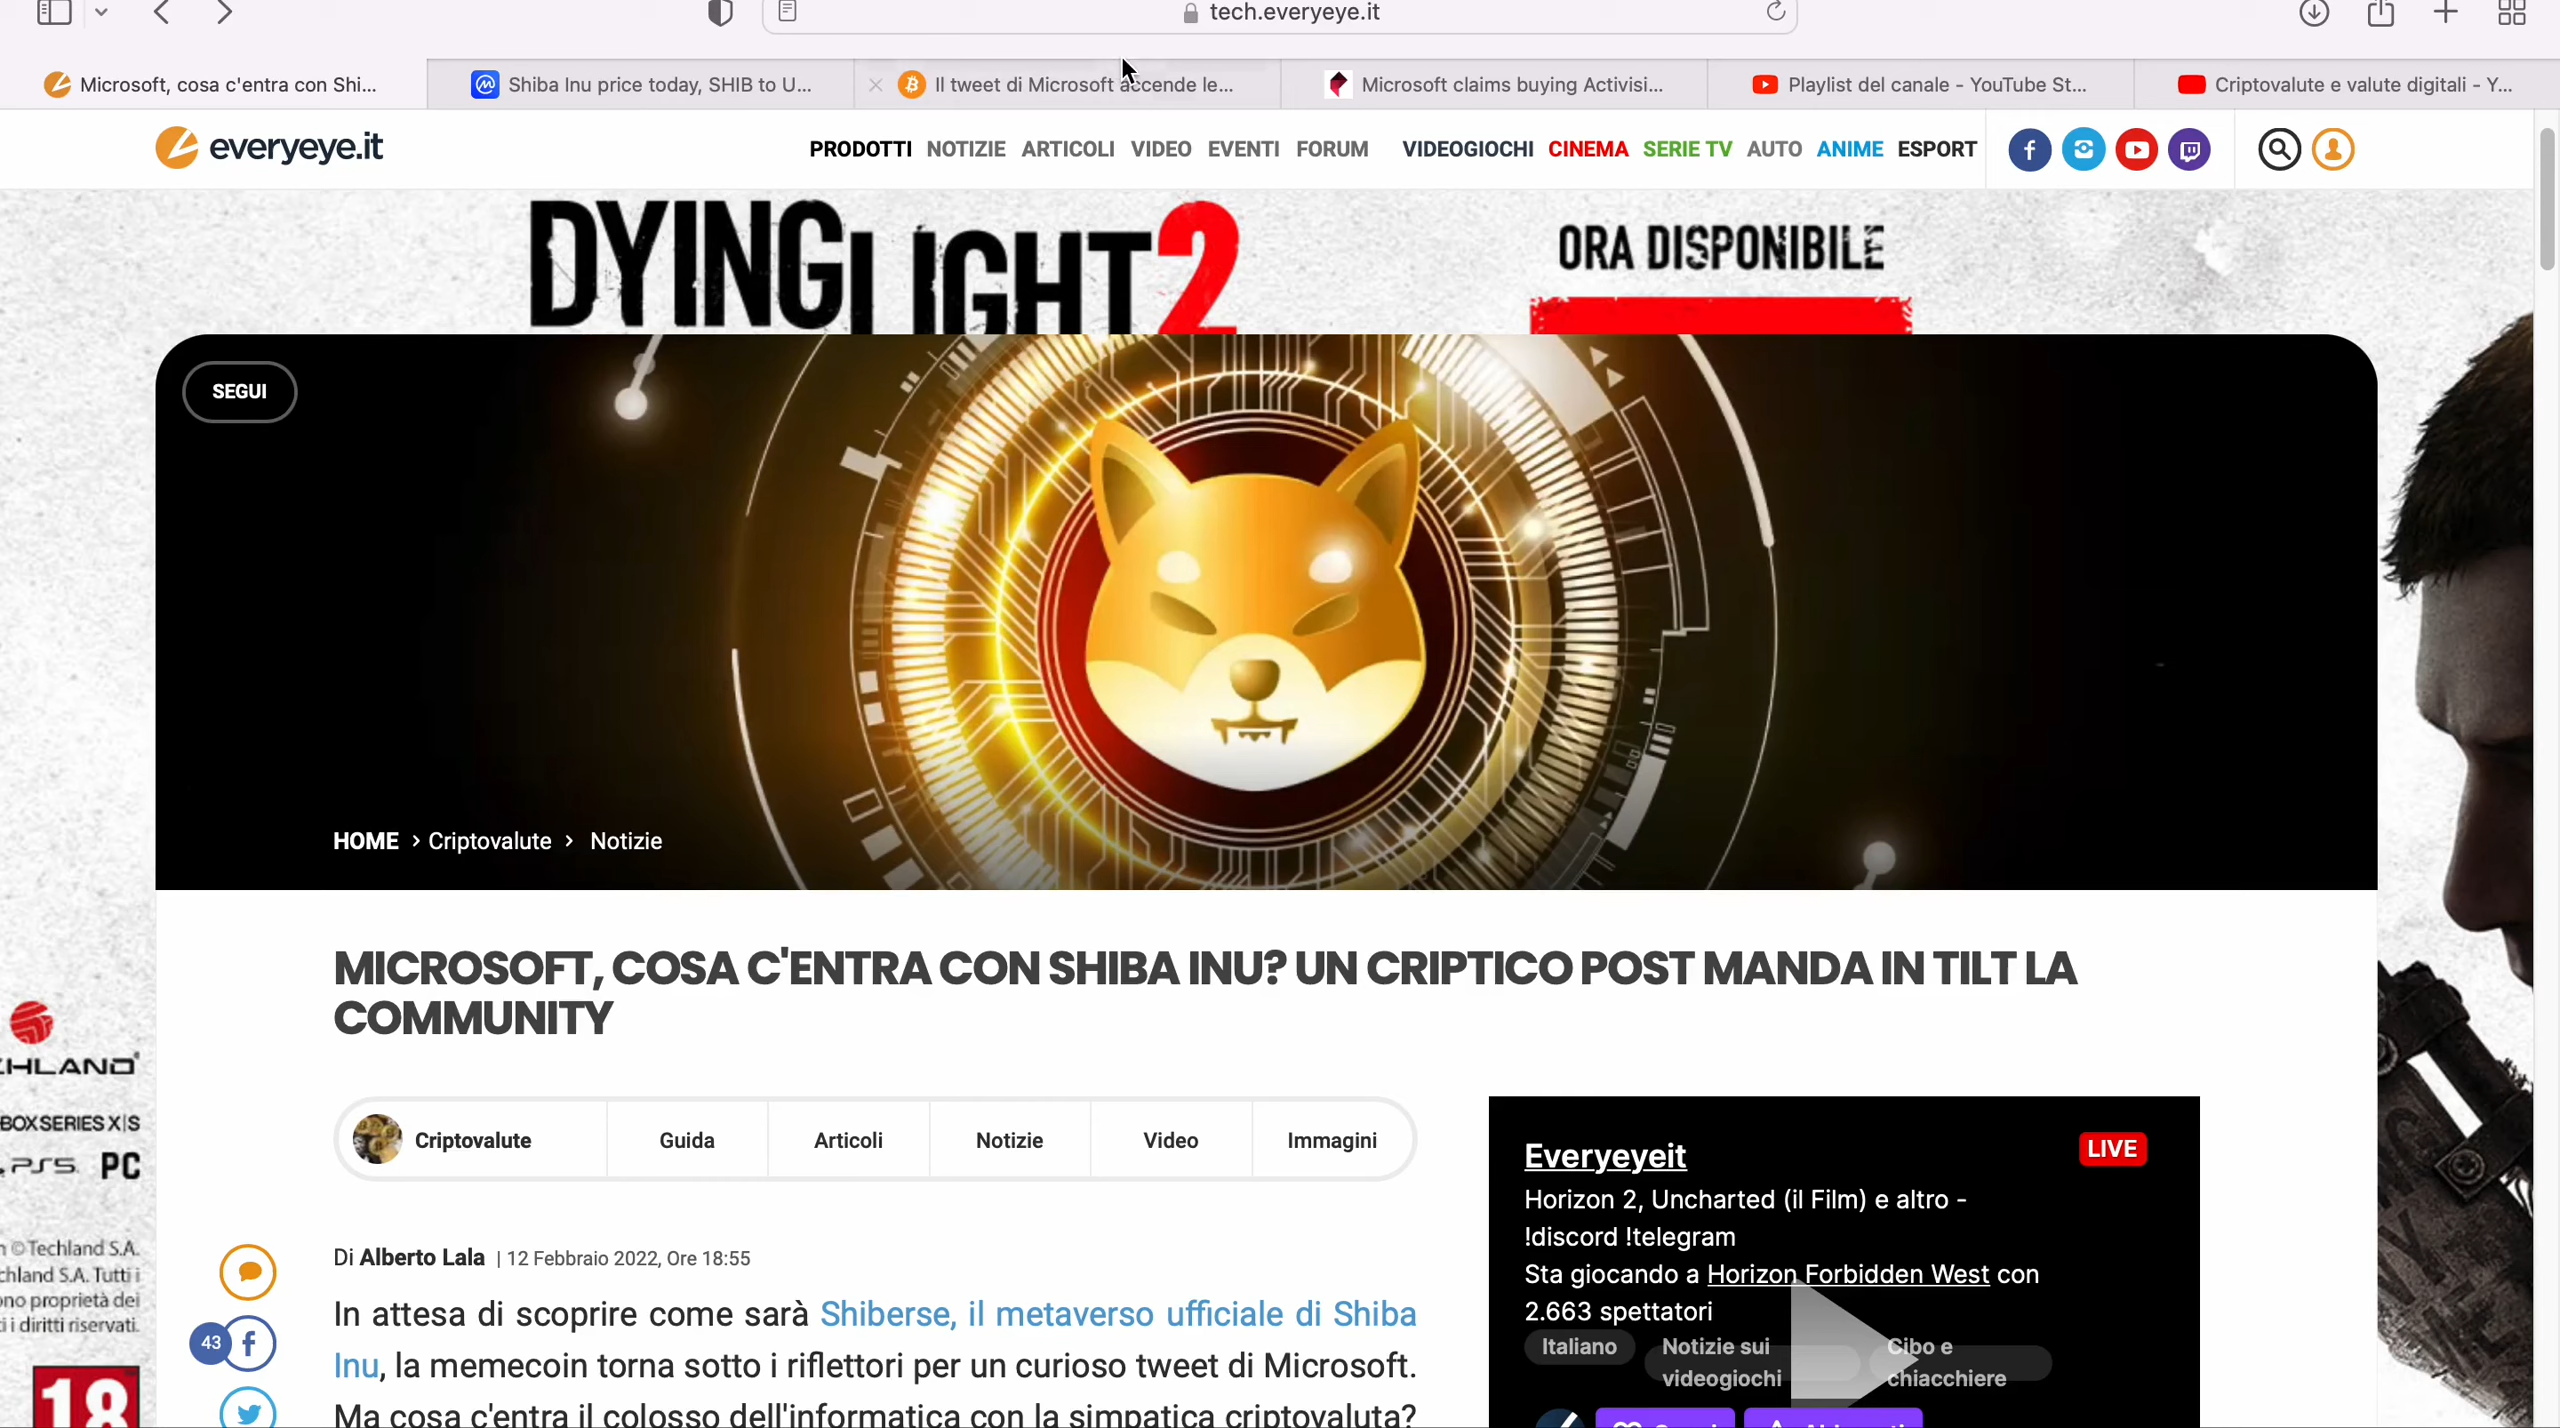 tech.everyeye.it
Microsoft, cosa c'entra con Shi...
Shiba Inu price today, SHIB to U...
Il tweet di Microsoft accende le...
Microsoft claims buying Activisi...
Playlist del canale - YouTube St...
Criptovalute e valute digitali - Y...
everyeye.it
PRODOTTI NOTIZIE ARTICOLI VIDEO EVENTI FORUM VIDEOGIOCHI CINEMA SERIE TV AUTO ANIME ESPORT
DYING LIGHT 2
ORA DISPONIBILE
SEGUI
HOME > Criptovalute > Notizie
MICROSOFT, COSA C'ENTRA CON SHIBA INU? UN CRIPTICO POST MANDA IN TILT LA
COMMUNITY
Criptovalute Guida Articoli Notizie Video Immagini
Di Alberto Lala | 12 Febbraio 2022, Ore 18:55
In attesa di scoprire come sarà Shiberse, il metaverso ufficiale di Shiba
Inu, la memecoin torna sotto i riflettori per un curioso tweet di Microsoft.
Ma cosa c'entra il colosso dell'informatica con la simpatica criptovaluta?
43
Everyeyeit
LIVE
Horizon 2, Uncharted (il Film) e altro -
!discord !telegram
Sta giocando a Horizon Forbidden West con
2.663 spettatori
Italiano
Notizie sui
videogiochi
Cibo e
chiacchiere
PS5 PC
©Techland S.A.
S.A. Tutti i
proprietà dei
i diritti riservati.
18